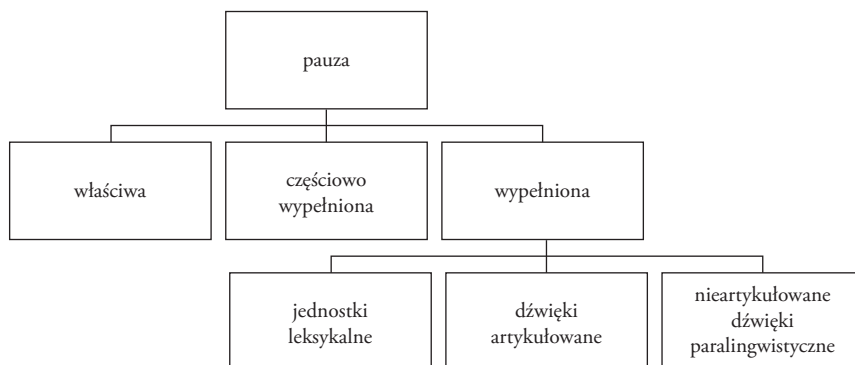 pauza
właściwa
częściowo
wypełniona
wypełniona
jednostki
leksykalne
dźwięki
artykułowane
nieartykułowane
dźwięki
paralingwistyczne